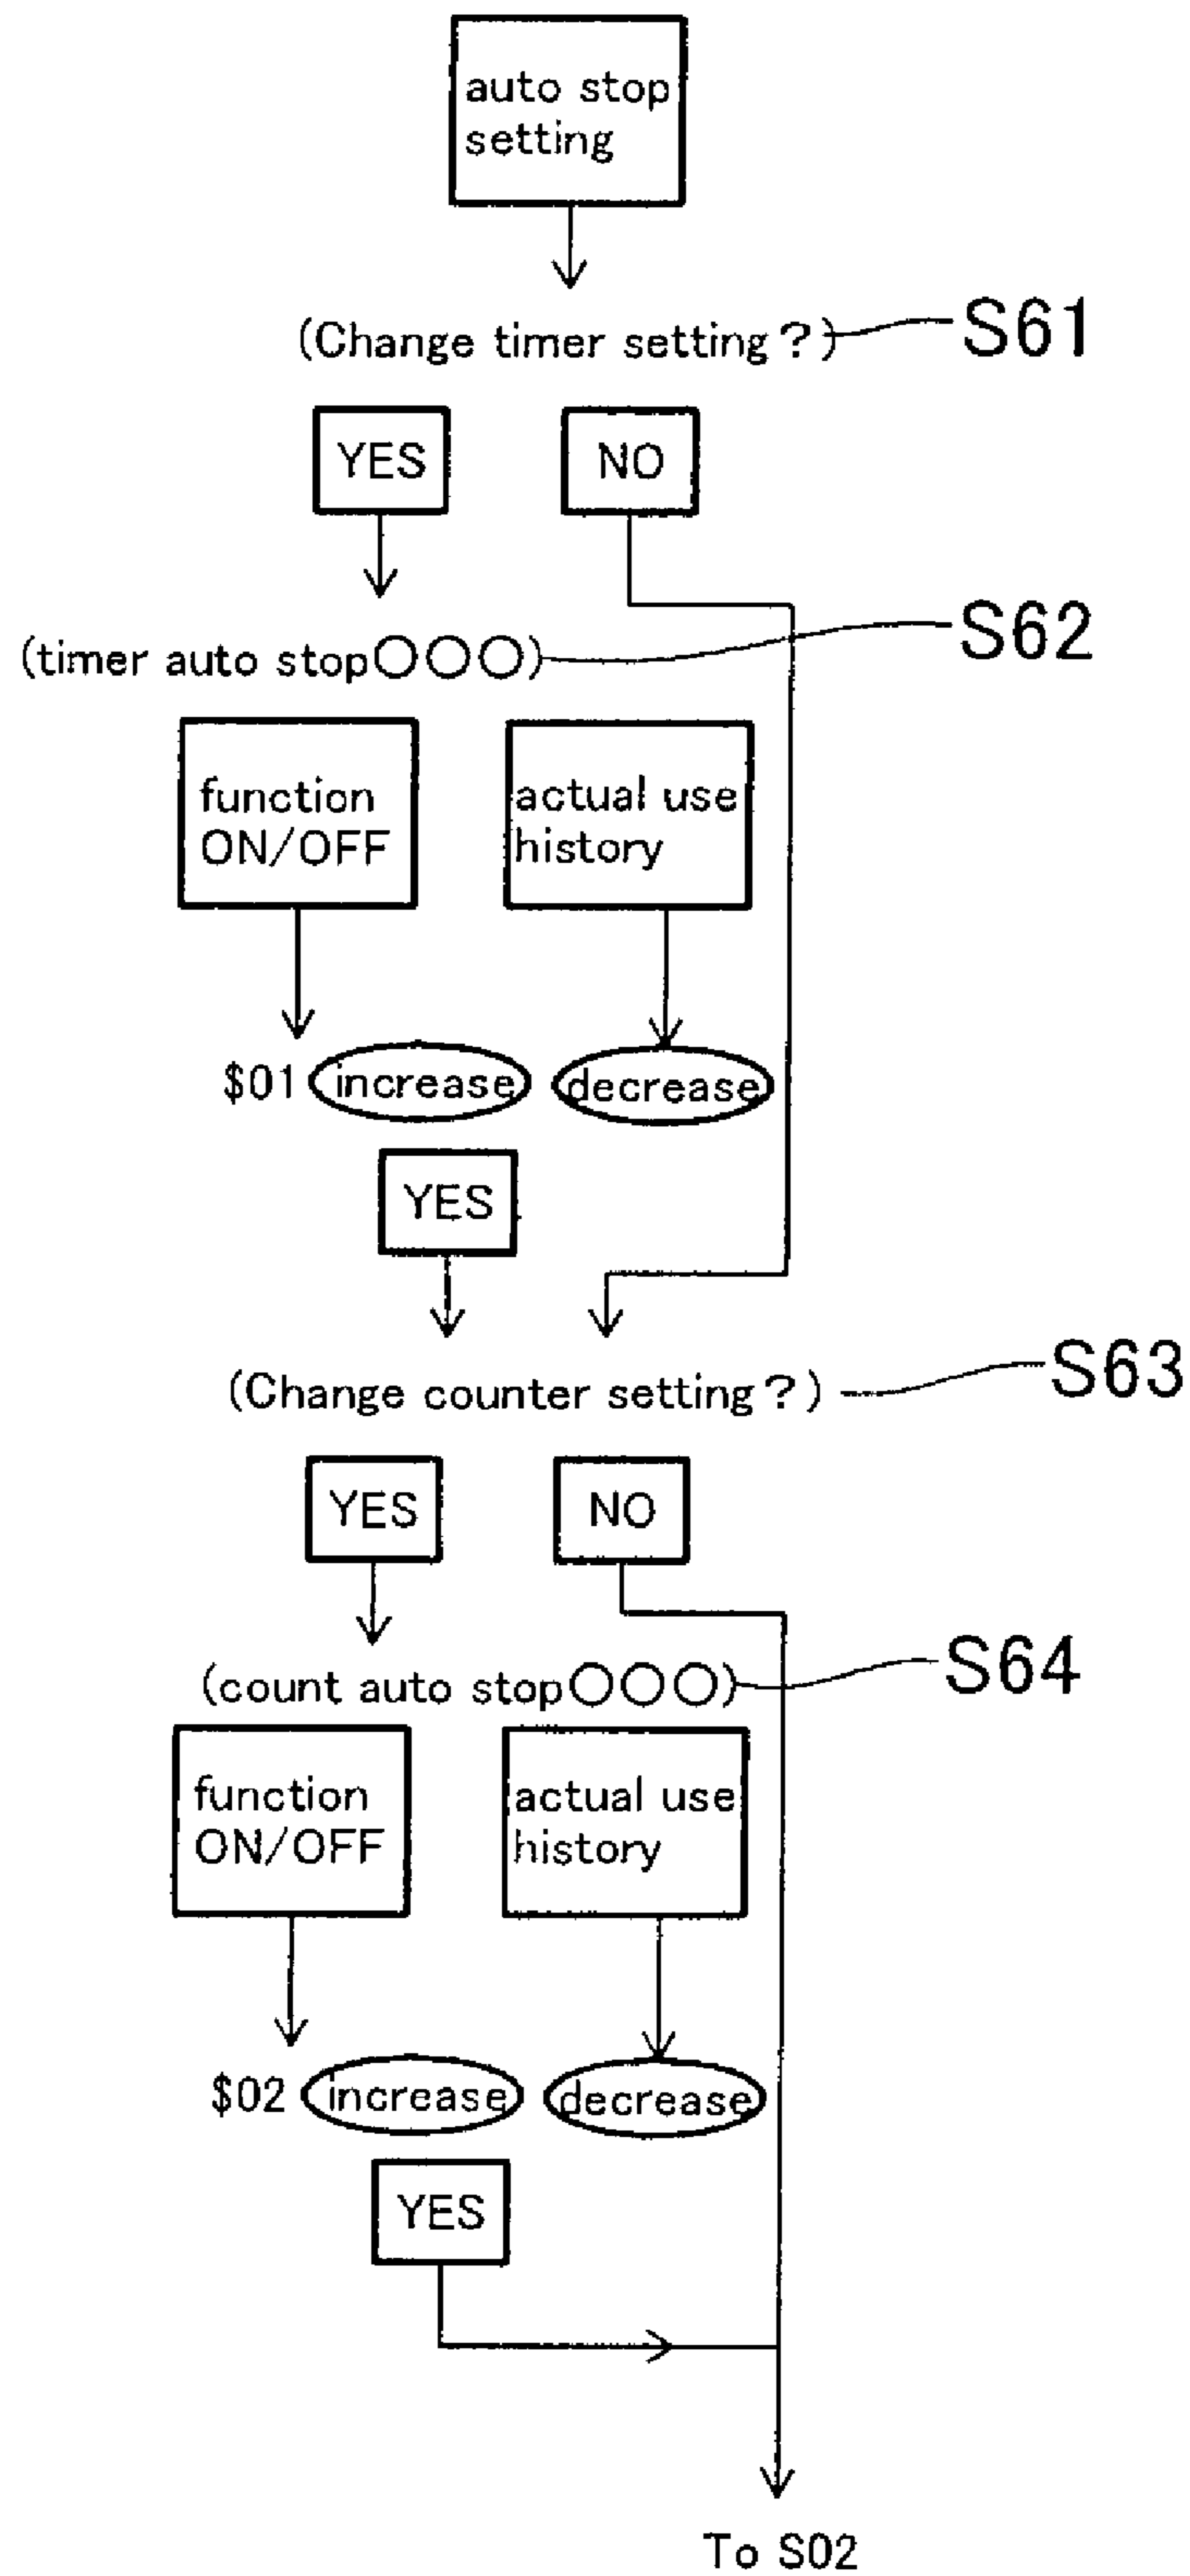 auto stop
setting
(Change timer setting?)
S61
YES
NO
(timer auto stop○○○)
S62
function
ON/OFF
actual use
history
$01
increase
decrease
YES
(Change counter setting?)
S63
YES
NO
(count auto stop○○○)
S64
function
ON/OFF
actual use
history
$02
increase
decrease
YES
To S02